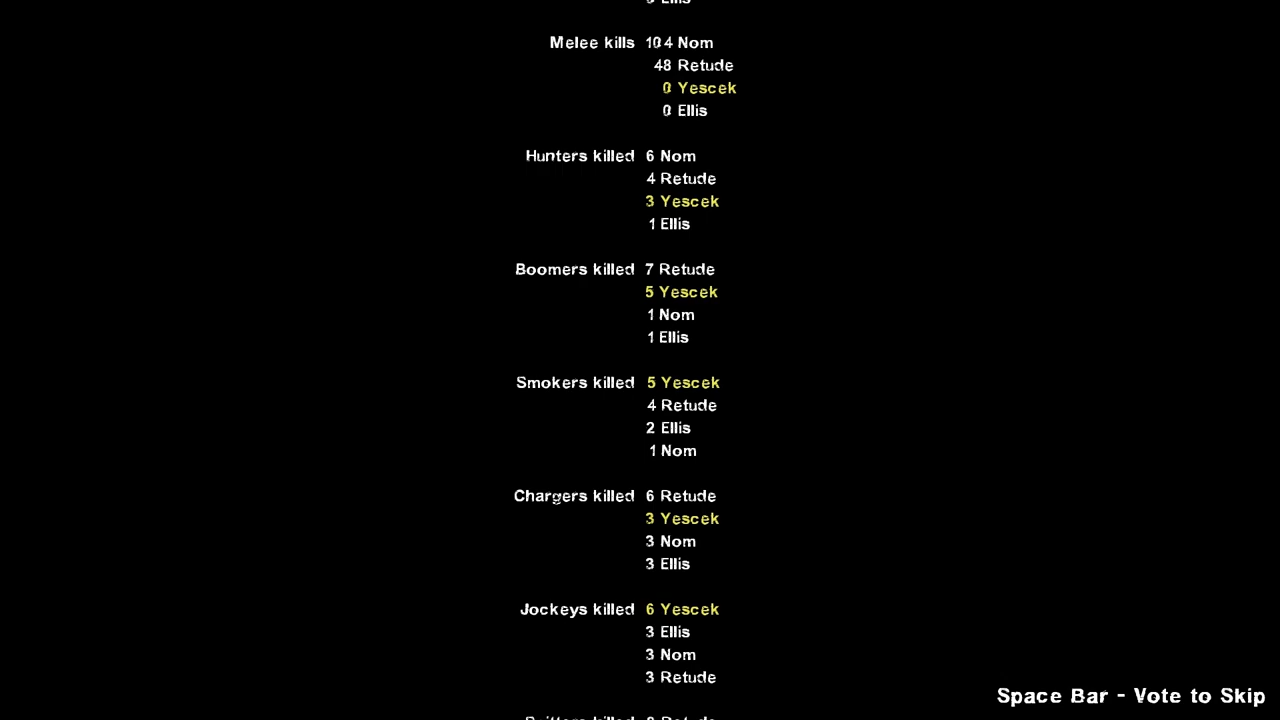 Ellis
Melee kills 104 Nom
48 Retude
0 Yescek
0 Ellis
Hunters killed 6 Nom
4 Retude
3 Yescek
1 Ellis
Boomers killed 7 Retude
5 Yescek
1 Nom
1 Ellis
Smokers killed 5 Yescek
4 Retude
2 Ellis
1 Nom
Chargers killed 6 Retude
3 Yescek
3 Nom
3 Ellis
Jockeys killed 6 Yescek
3 Ellis
3 Nom
3 Retude
Space Bar - Vote to Skip
killed Retude